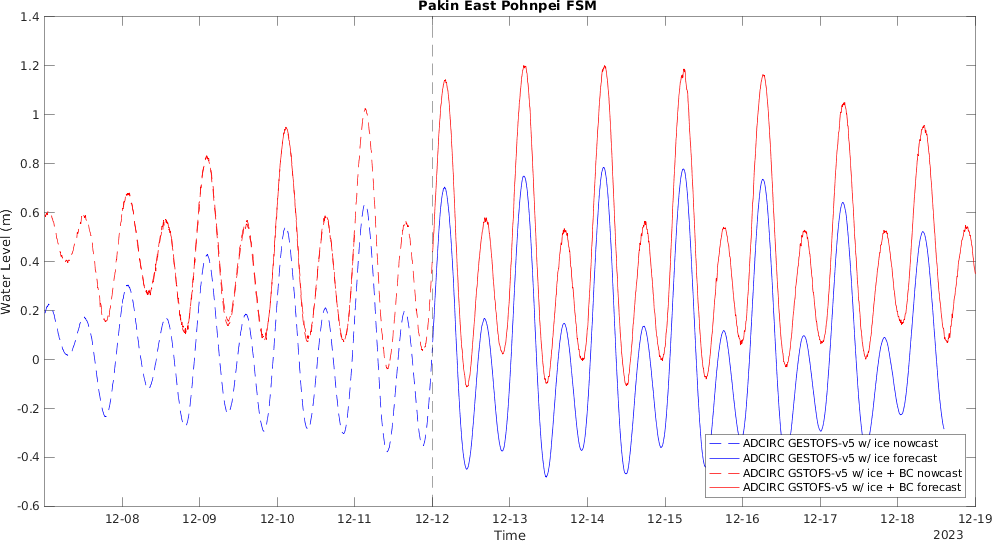 Pakin East Pohnpei FSM
1.4
1.2
1
0.8
0.6
0.4
0.2
0
-0.2
-0.4
-0.6
Water Level (m)
ADCIRC GESTOFS-v5 w/ ice nowcast
ADCIRC GESTOFS-v5 w/ ice forecast
ADCIRC GSTOFS-v5 w/ ice + BC nowcast
ADCIRC GSTOFS-v5 w/ ice + BC forecast
12-08 12-09 12-10 12-11 12-12 12-13 12-14 12-15 12-16 12-17 12-18 12-19
Time
2023